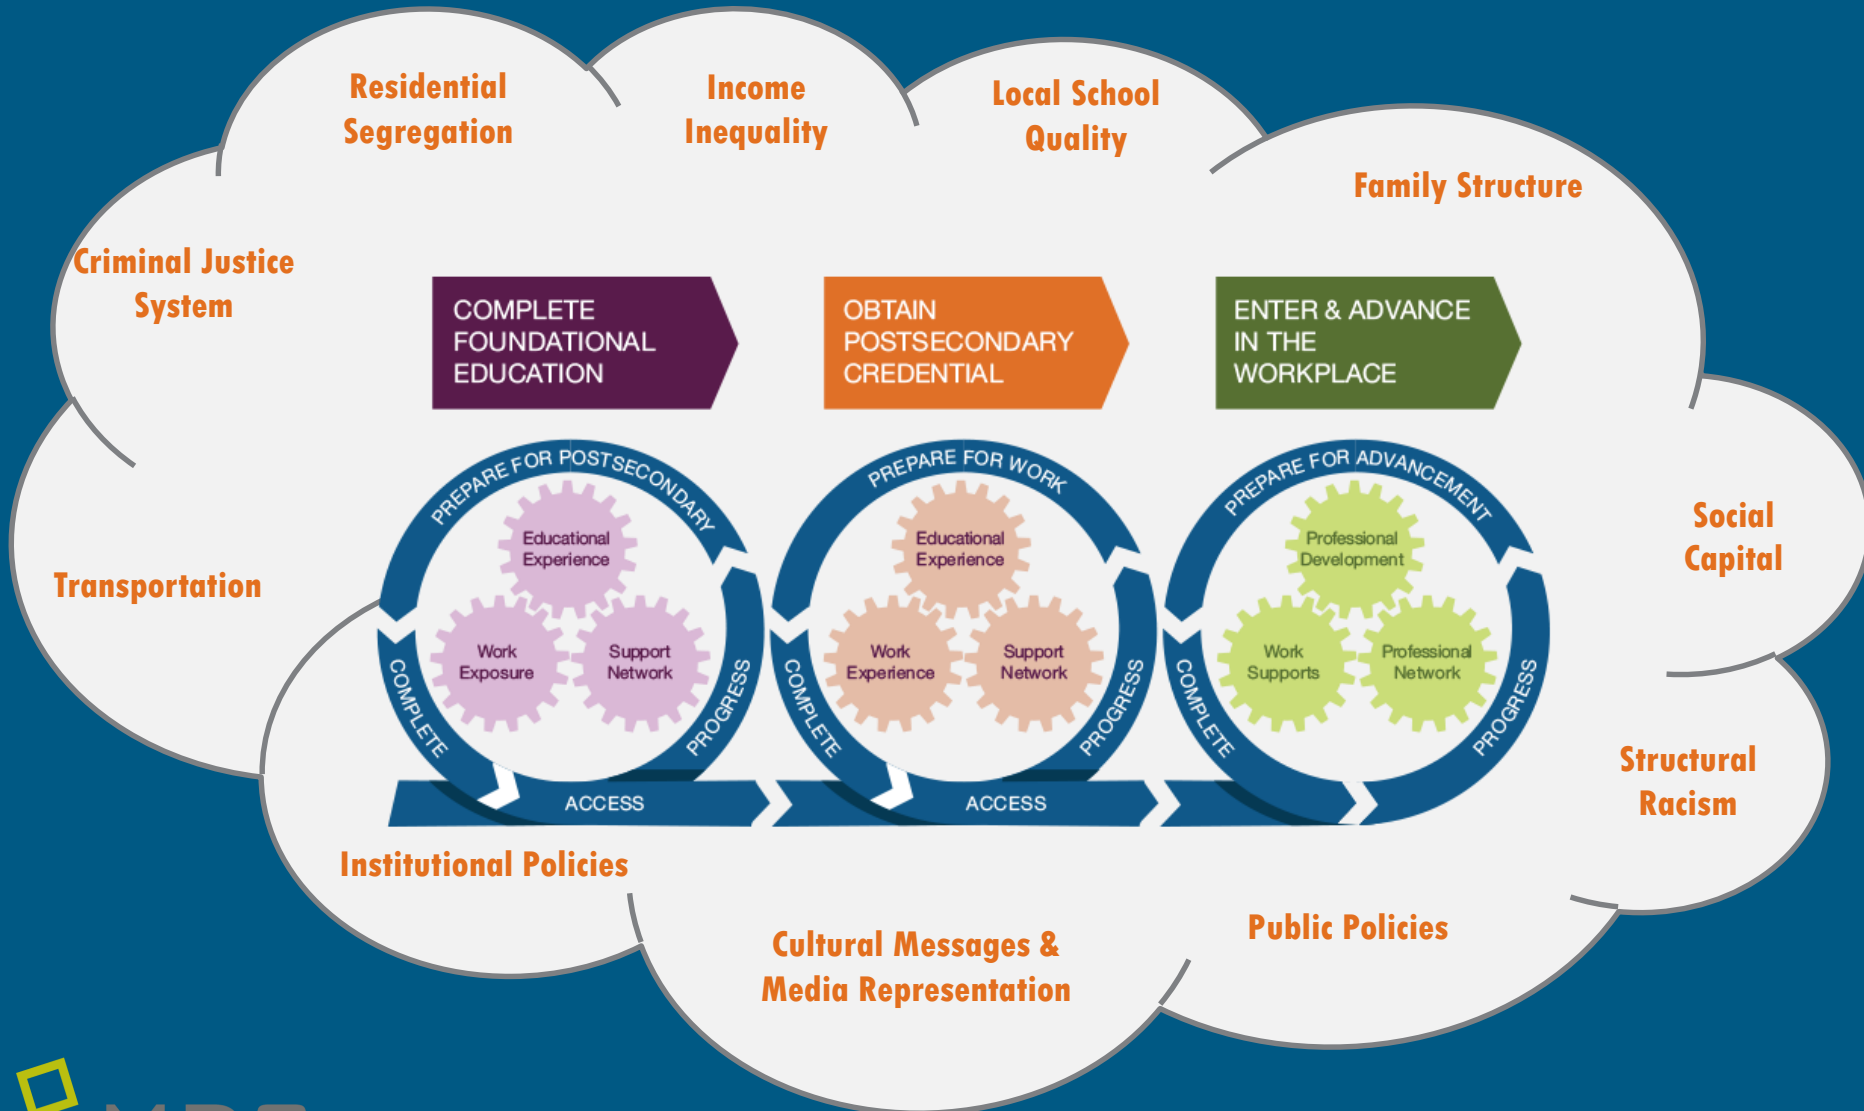 Residential
Segregation
Income
Inequality
Local School
Quality
Family Structure
Criminal Justice
System
COMPLETE
FOUNDATIONAL
EDUCATION
OBTAIN
POSTSECONDARY
CREDENTIAL
ENTER & ADVANCE
IN THE
WORKPLACE
PREPARE FOR POSTSECONDARY
Educational
Experience
Work
Exposure
Support
Network
COMPLETE
PROGRESS
ACCESS
PREPARE FOR WORK
Educational
Experience
Work
Experience
Support
Network
COMPLETE
PROGRESS
ACCESS
PREPARE FOR ADVANCEMENT
Professional
Development
Work
Supports
Professional
Network
COMPLETE
PROGRESS
Social
Capital
Transportation
Structural
Racism
Institutional Policies
Public Policies
Cultural Messages &
Media Representation